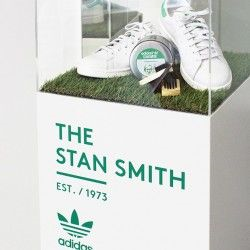 THE
STAN SMITH
EST. / 1973
adidas